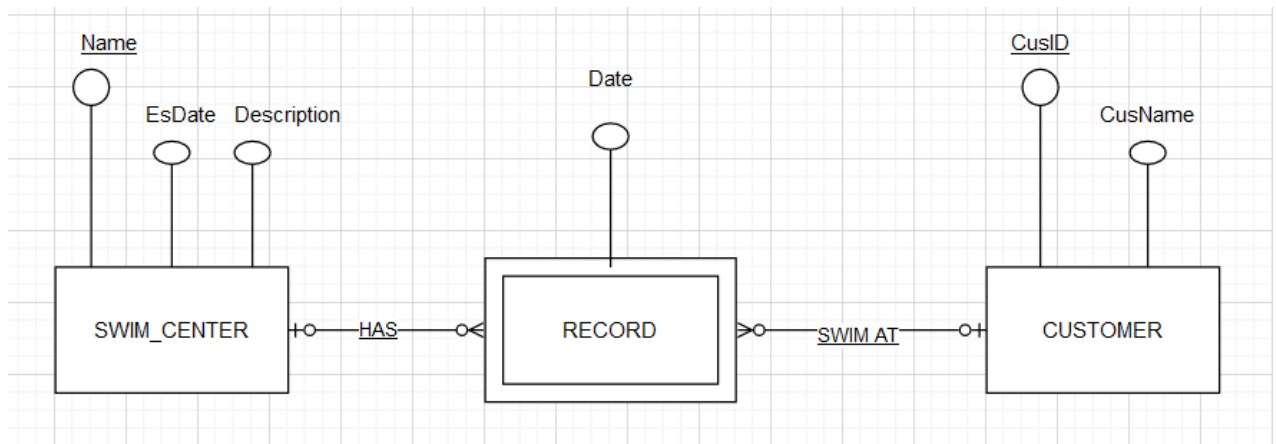 Name
EsDate
Description
Date
CusID
CusName
SWIM_CENTER
HAS
RECORD
SWIM AT
CUSTOMER